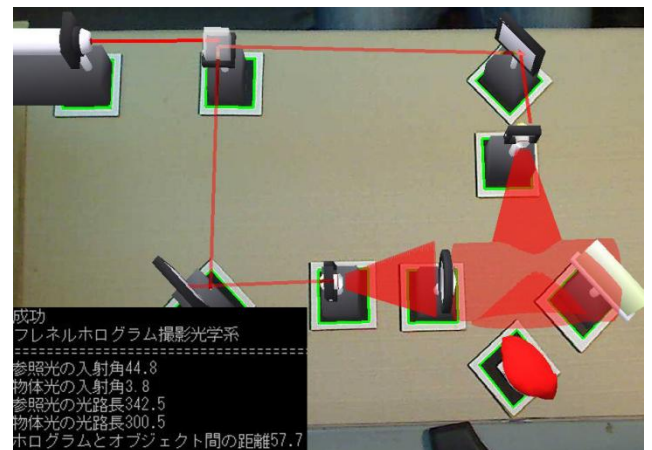 成功
フレネルホログラム撮影光学系
===========================================
参照光の入射角44.8
物体光の入射角3.8
参照光の光路長342.5
物体光の光路長300.5
ホログラムとオブジェクト間の距離57.7